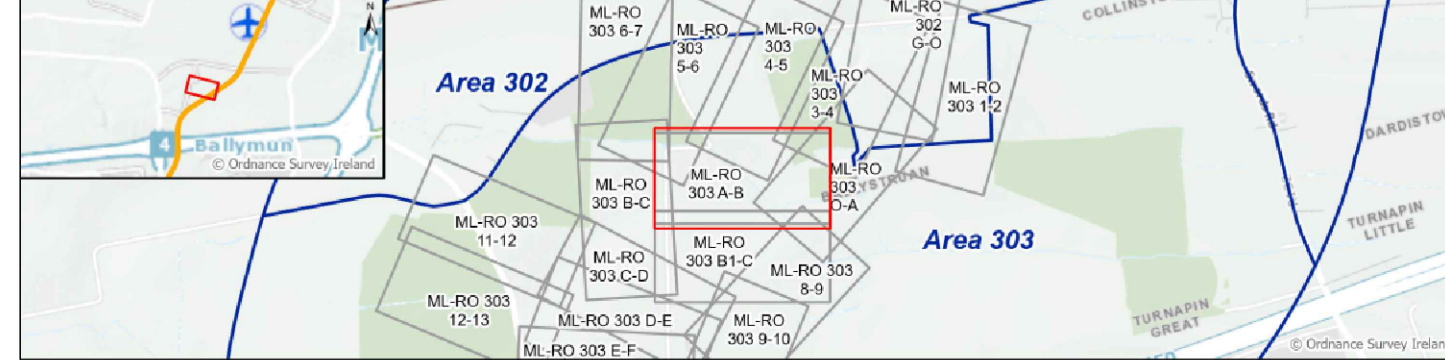 N
M
4
Ballymun
© Ordnance Survey Ireland
Area 302
ML-RO
303 6-7
ML-RO
303
5-6
ML-RO
303
4-5
ML-RO
303
3-4
ML-RO
302
G-O
ML-RO
303 1-2
COLLINSTO
DARDISTOW
ML-RO
303 B-C
ML-RO
303 A-B
ML-RO
303
O-A
YSTRUAN
TURNAPIN
LITTLE
Area 303
ML-RO 303
11-12
ML-RO
303 C-D
ML-RO
303 B1-C
ML-RO 303
8-9
ML-RO 303
12-13
ML-RO 303 D-E
ML-RO
303 9-10
ML-RO 303 E-F
TURNAPIN
GREAT
© Ordnance Survey Irelan